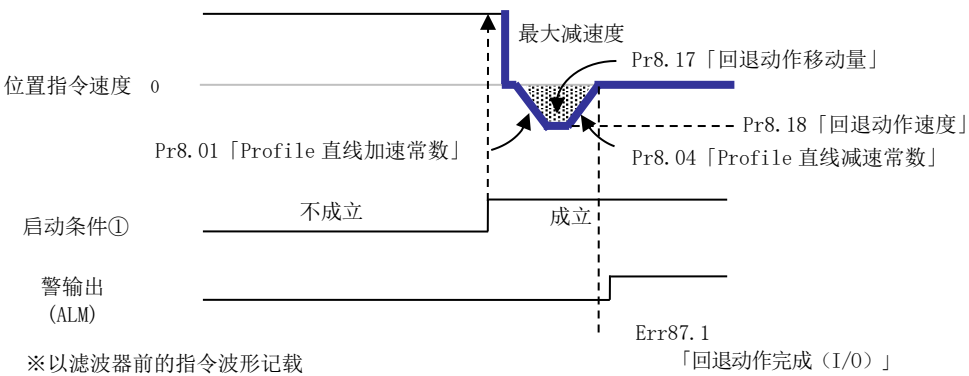 最大减速度
Pr8.17「回退动作移动量」
位置指令速度 0
Pr8.18「回退动作速度」
Pr8.01「Profile 直线加速常数」
Pr8.04「Profile 直线减速常数」
不成立
成立
启动条件①
警输出
(ALM)
Err87.1
「回退动作完成（I/O）」
※以滤波器前的指令波形记载